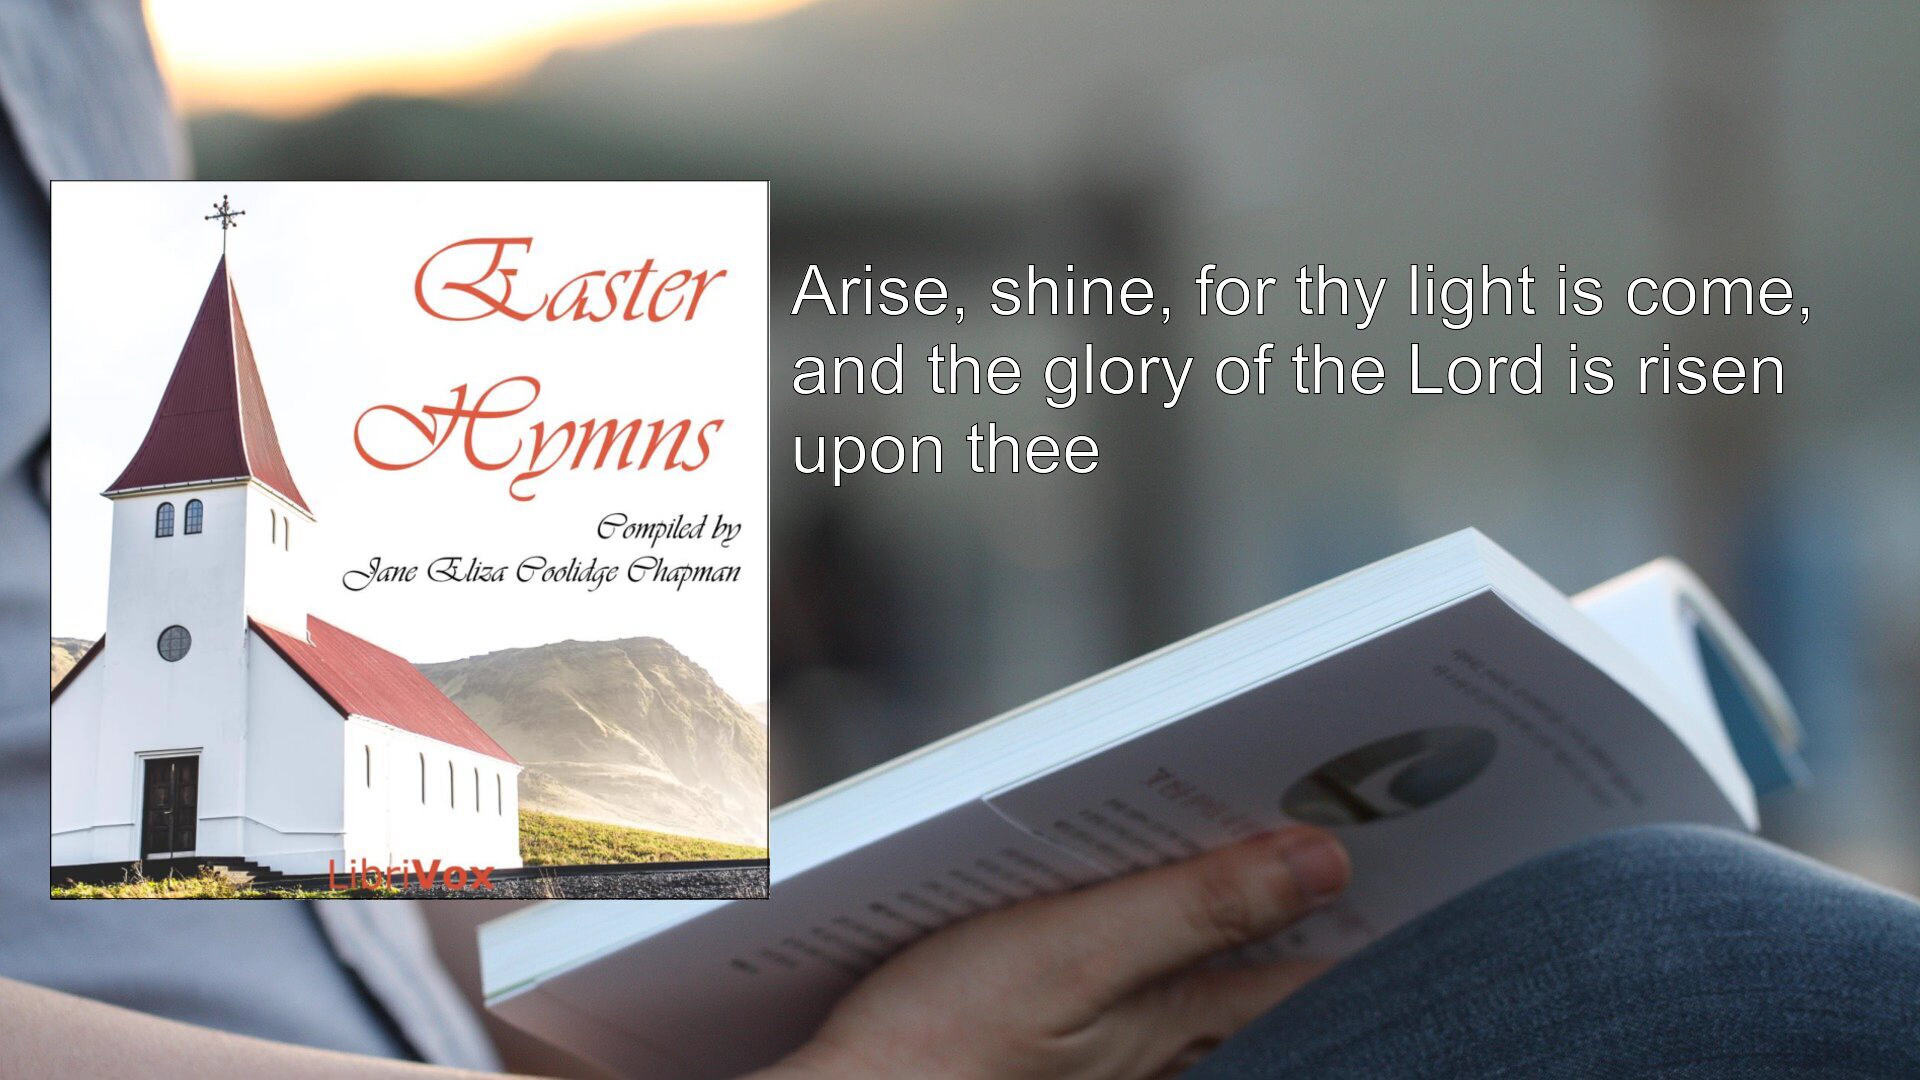 Easter
Hymns
Compiled by
Jane Eliza Coolidge Chapman
LibriVox
Arise, shine, for thy light is come,
and the glory of the Lord is risen
upon thee